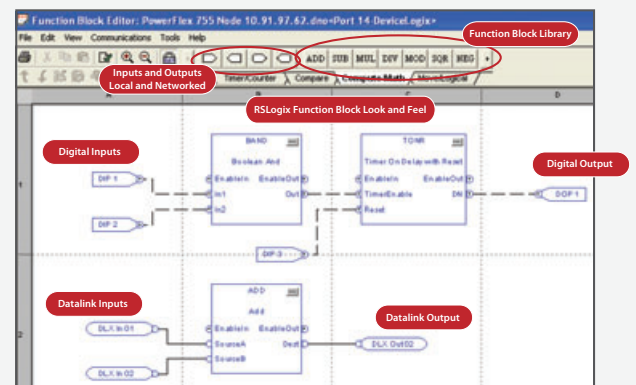 Function Block Editor: PowerFlex 755 Node 10.91.97.62.dno<Port 14-DeviceLogix>
File Edit View Communications Tools Help
Function Block Library
ADD SUB MUL DIV MOD SQR NEG
Inputs and Outputs
Local and Networked
Timer/Counter Compare Compute/Math Move/Logical
B C D
RSLogix Function Block Look and Feel
Digital Inputs
Digital Output
1
BAND
Boolean And
EnableIn EnableOut
In1 Out
In2
TONR
Timer On Delay with Reset
EnableIn EnableOut
TimerEnable DN
Reset
DIP 1
DIP 2
DIP 3
DOP 1
Datalink Inputs
Datalink Output
2
ADD
Add
EnableIn EnableOut
SourceA Dest
SourceB
DLX In 01
DLX In 02
DLX Out02